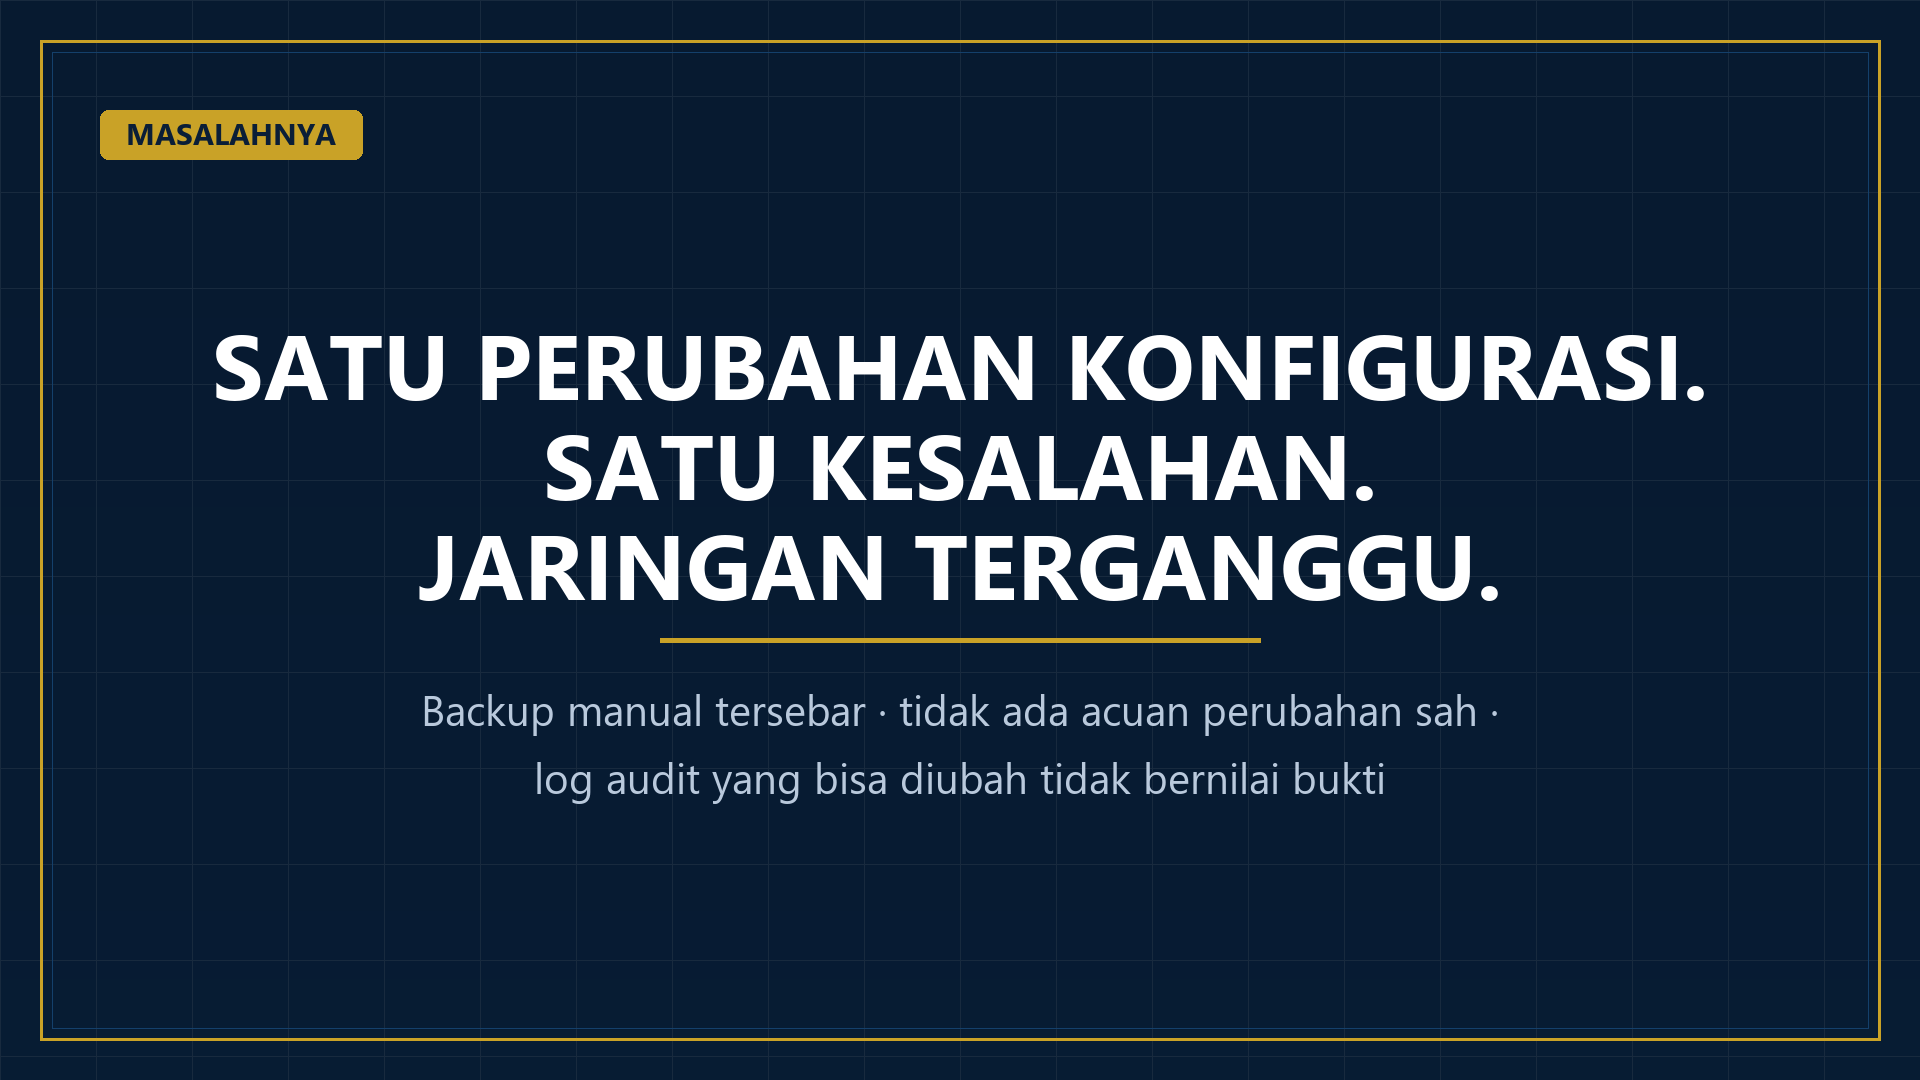 MASALAHNYA
SATU PERUBAHAN KONFIGURASI.
SATU KESALAHAN.
JARINGAN TERGANGGU.
Backup manual tersebar · tidak ada acuan perubahan sah ·
log audit yang bisa diubah tidak bernilai bukti